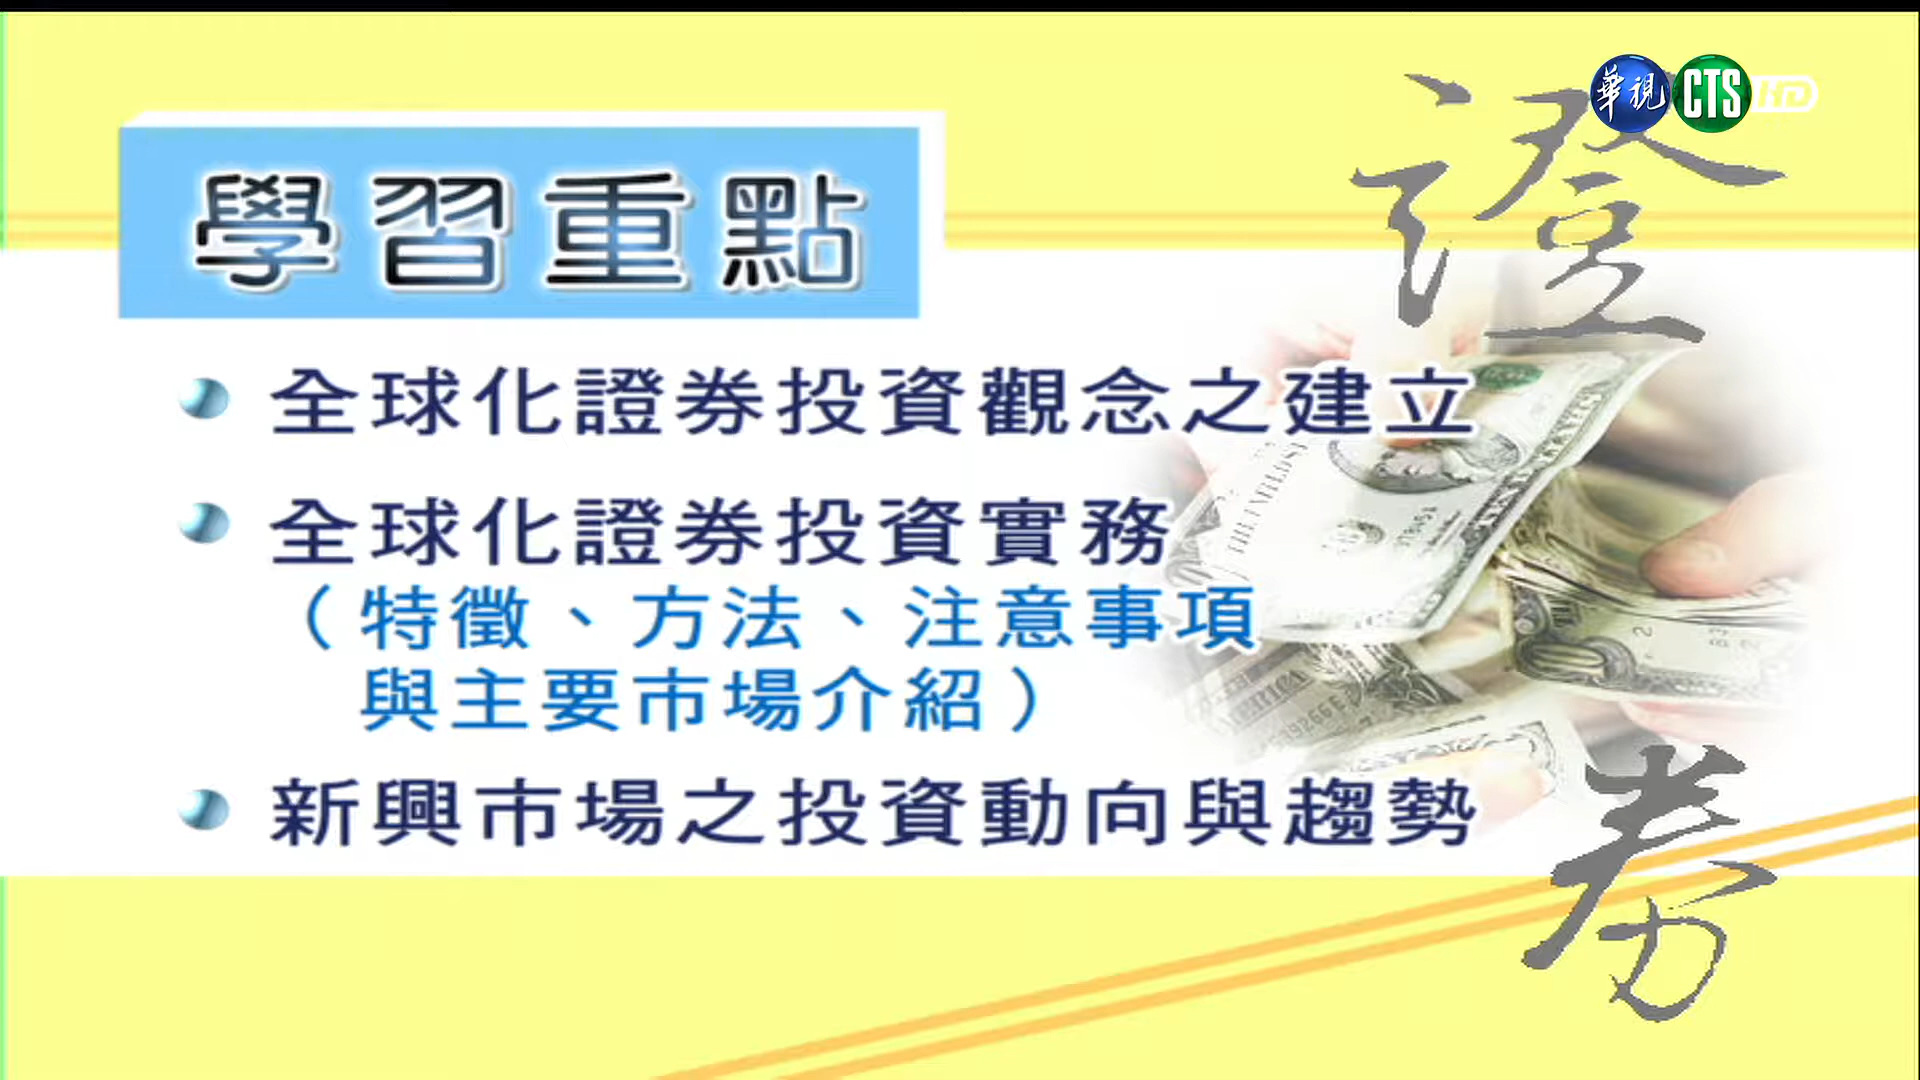 華視 CTS HD
證券
學習重點
全球化證券投資觀念之建立
全球化證券投資實務
（特徵、方法、注意事項
與主要市場介紹）
新興市場之投資動向與趨勢